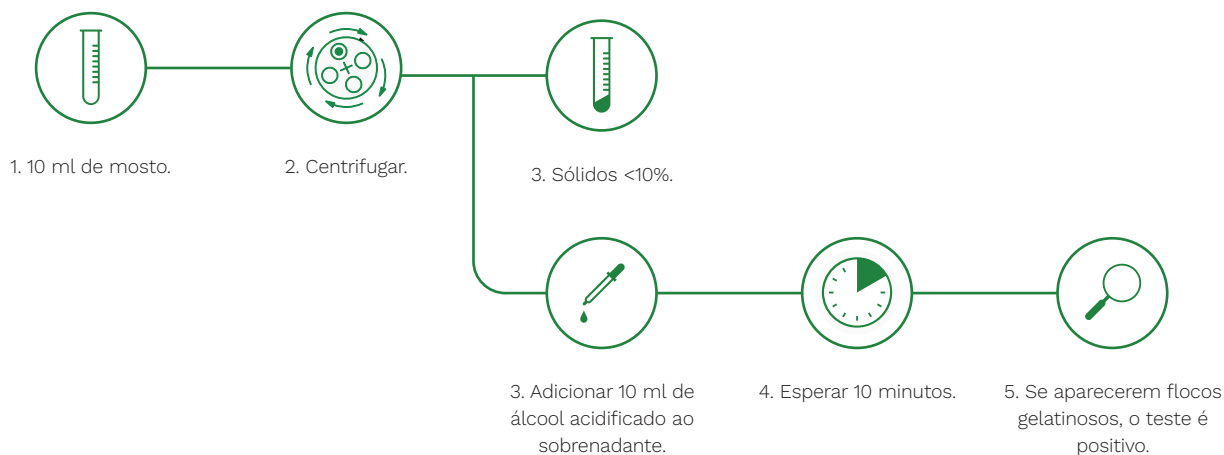 1. 10 ml de mosto.
2. Centrifugar.
3. Sólidos <10%.
3. Adicionar 10 ml de
álcool acidificado ao
sobrenadante.
4. Esperar 10 minutos.
5. Se aparecerem flocos
gelatinosos, o teste é
positivo.